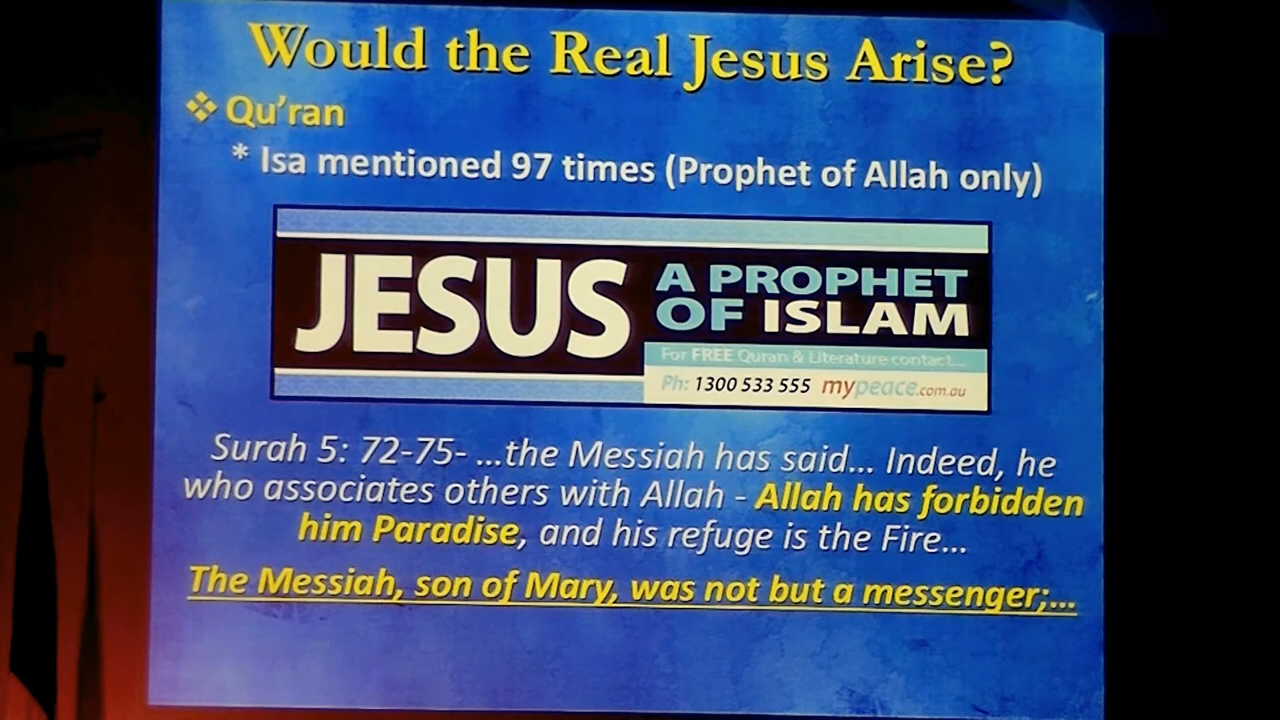 Would the Real Jesus Arise?
❖ Qu’ran
* Isa mentioned 97 times (Prophet of Allah only)
JESUS
A PROPHET
OF ISLAM
For FREE Quran & Literature contact...
Ph: 1300 533 555 mypeace.com.au
Surah 5: 72-75- ...the Messiah has said... Indeed, he
who associates others with Allah - Allah has forbidden
him Paradise, and his refuge is the Fire...
The Messiah, son of Mary, was not but a messenger;...